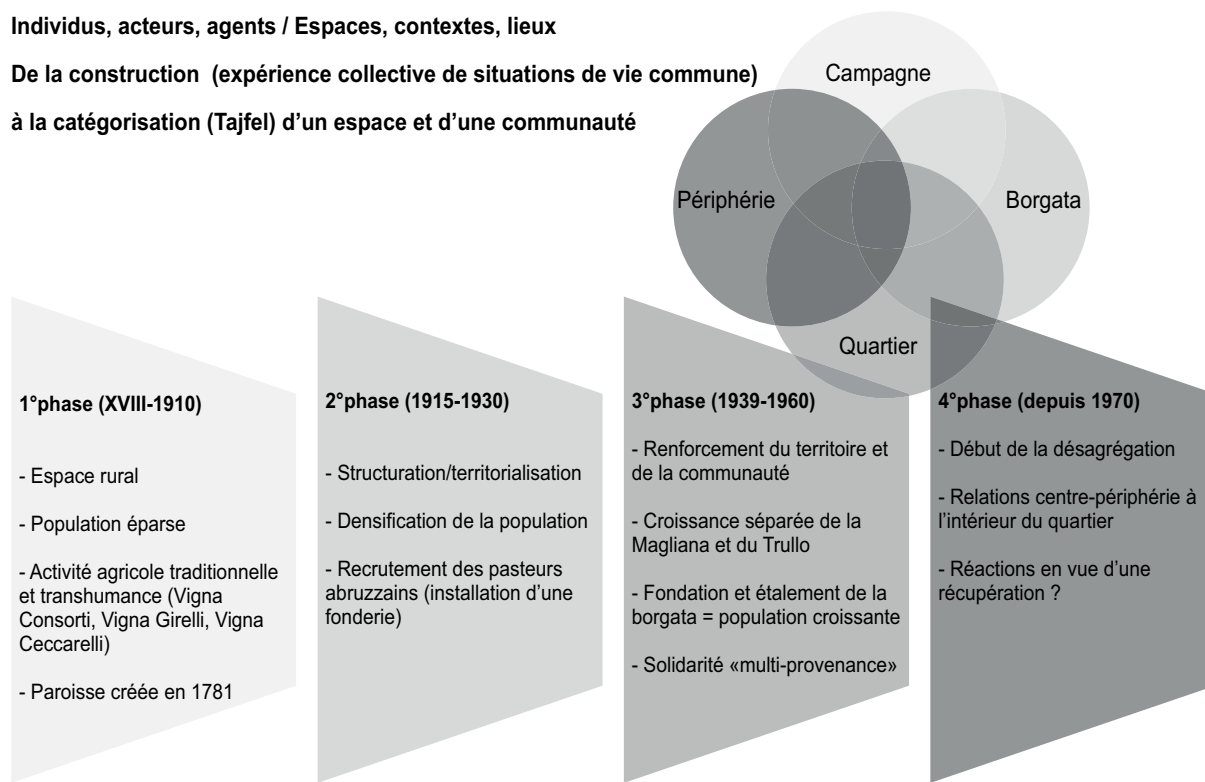 Individus, acteurs, agents / Espaces, contextes, lieux
De la construction  (expérience collective de situations de vie commune)
à la catégorisation (Tajfel) d’un espace et d’une communauté
Campagne
Périphérie
Borgata
Quartier
1°phase (XVIII-1910)
- Espace rural
- Population éparse
- Activité agricole traditionnelle
et transhumance (Vigna
Consorti, Vigna Girelli, Vigna
Ceccarelli)
- Paroisse créée en 1781
2°phase (1915-1930)
- Structuration/territorialisation
- Densification de la population
- Recrutement des pasteurs
abruzzains (installation d’une
fonderie)
3°phase (1939-1960)
- Renforcement du territoire et
de la communauté
- Croissance séparée de la
Magliana et du Trullo
- Fondation et étalement de la
borgata = population croissante
- Solidarité «multi-provenance»
4°phase (depuis 1970)
- Début de la désagrégation
- Relations centre-périphérie à
l’intérieur du quartier
- Réactions en vue d’une
récupération ?